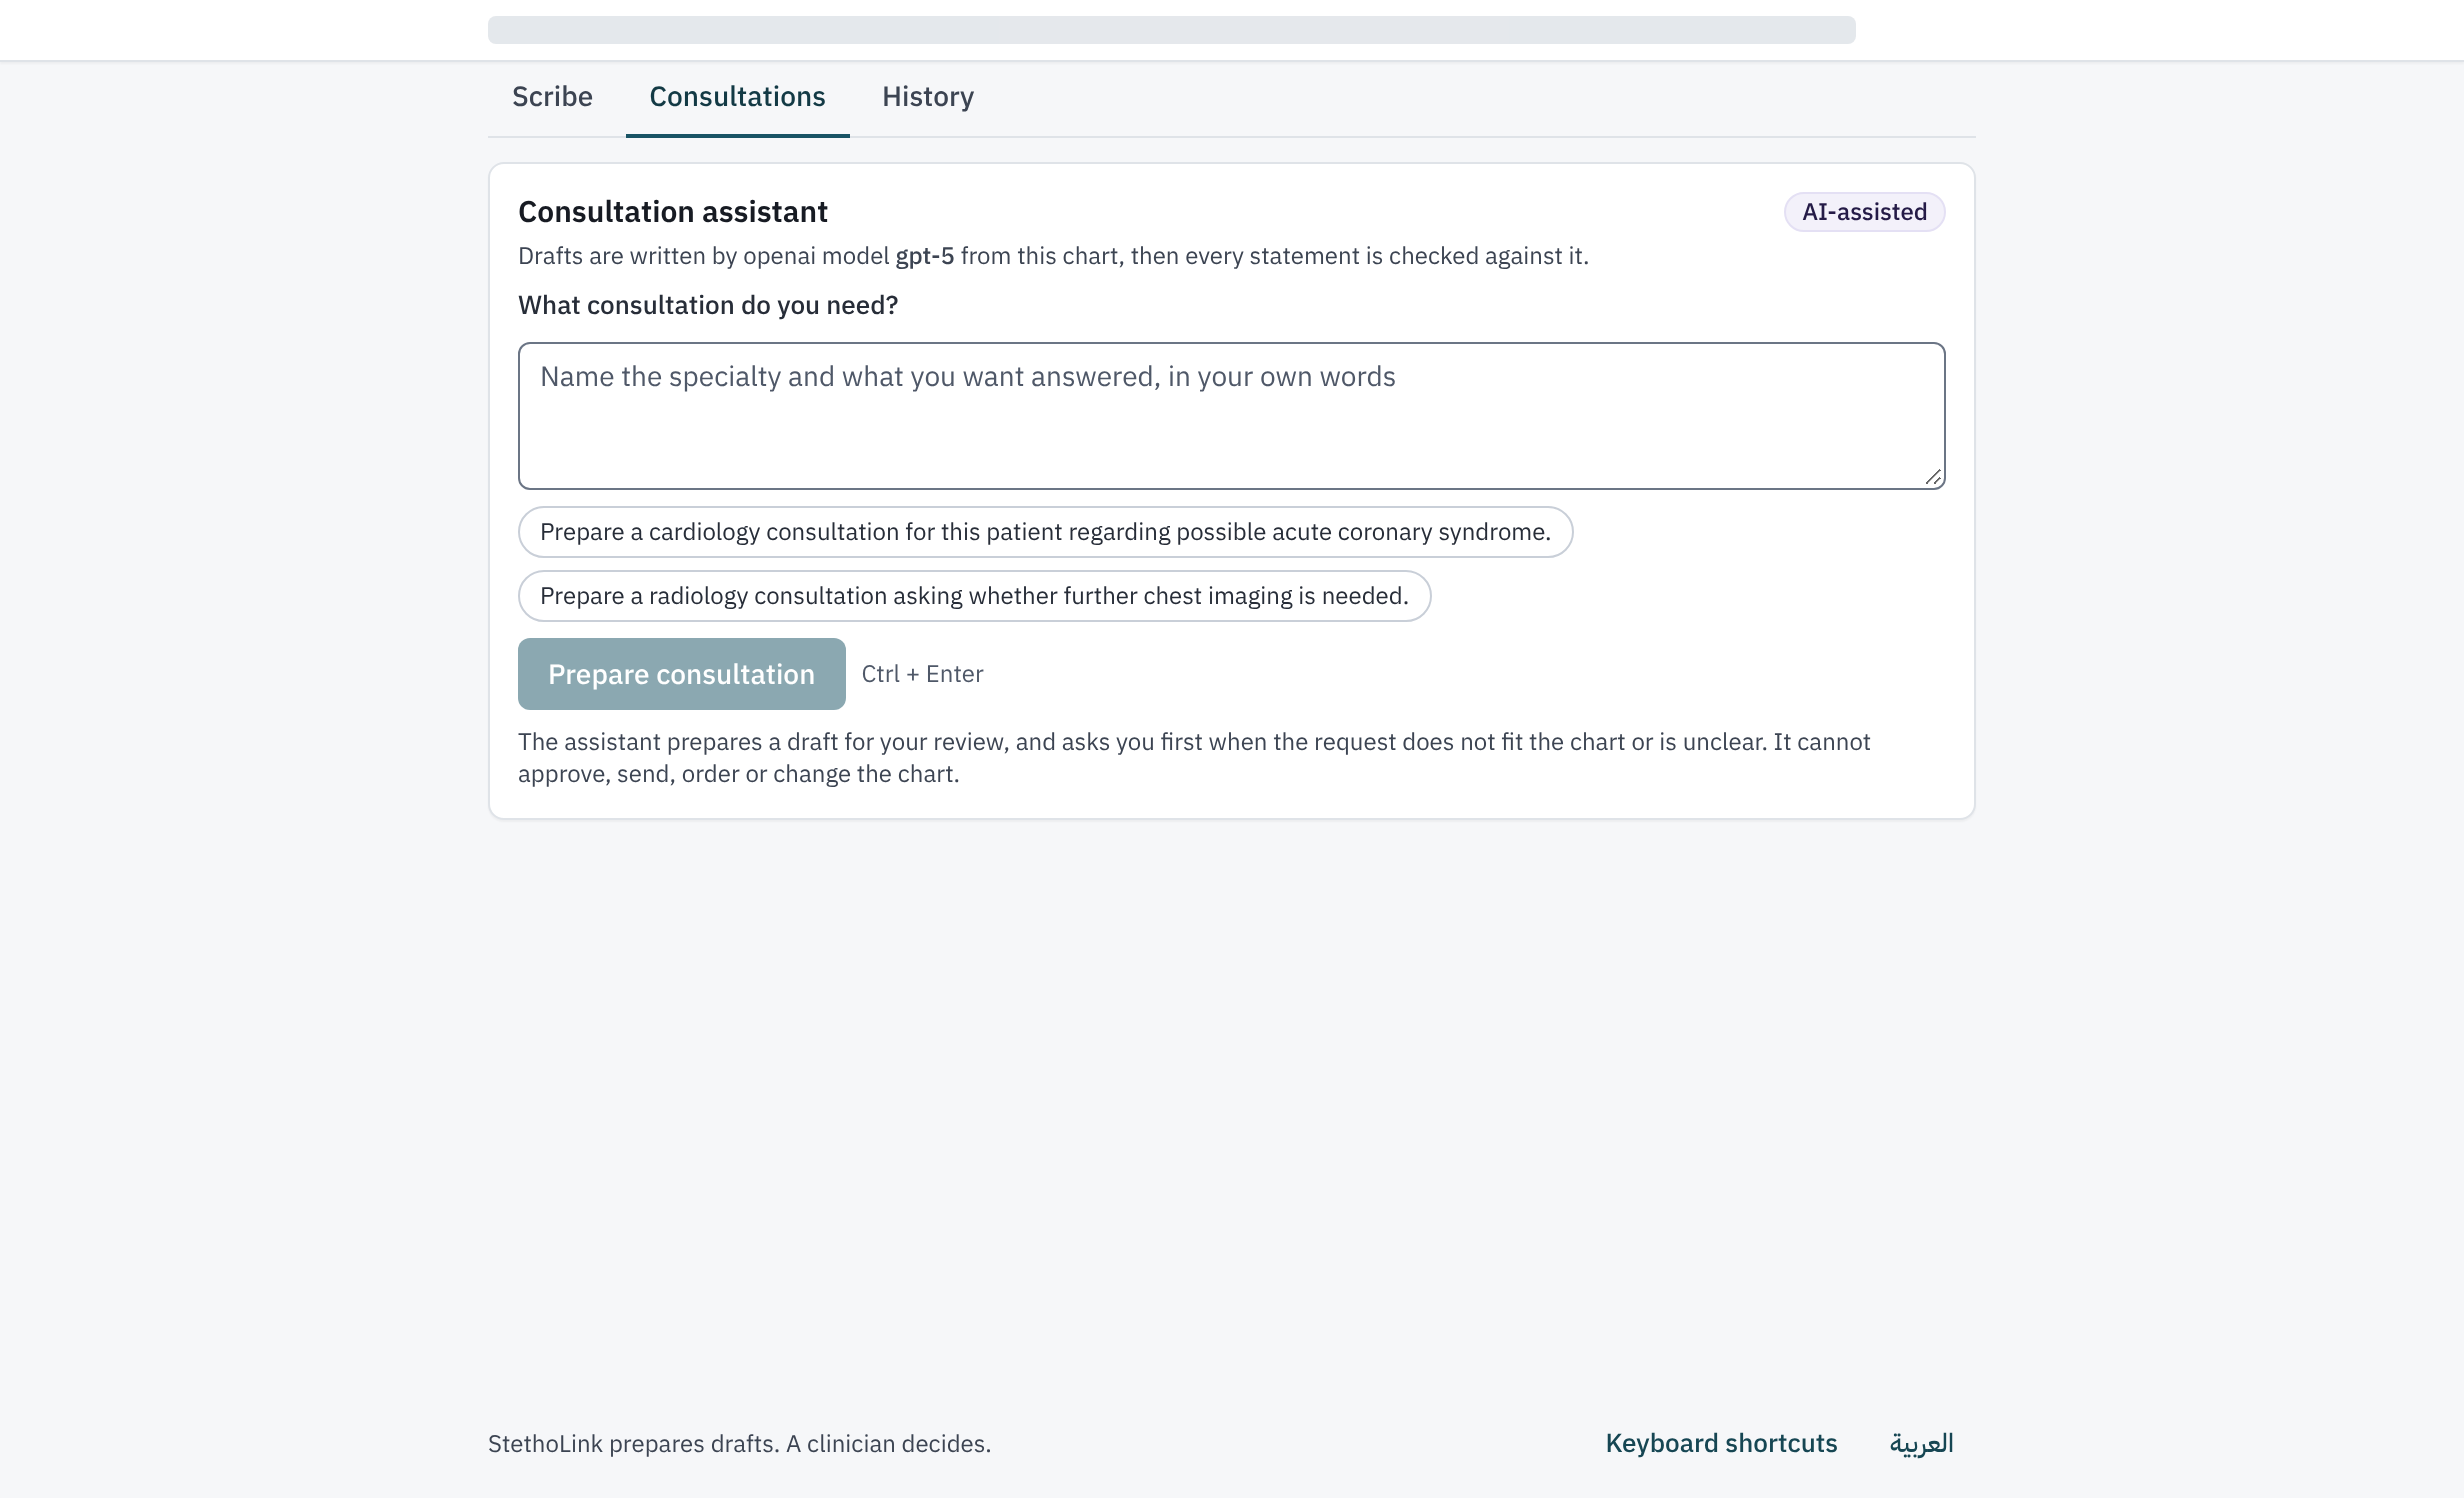 Scribe Consultations History
Consultation assistant AI-assisted
Drafts are written by openai model gpt-5 from this chart, then every statement is checked against it.
What consultation do you need?
Name the specialty and what you want answered, in your own words
Prepare a cardiology consultation for this patient regarding possible acute coronary syndrome.
Prepare a radiology consultation asking whether further chest imaging is needed.
Prepare consultation Ctrl + Enter
The assistant prepares a draft for your review, and asks you first when the request does not fit the chart or is unclear. It cannot
approve, send, order or change the chart.
StethoLink prepares drafts. A clinician decides. Keyboard shortcuts العربية